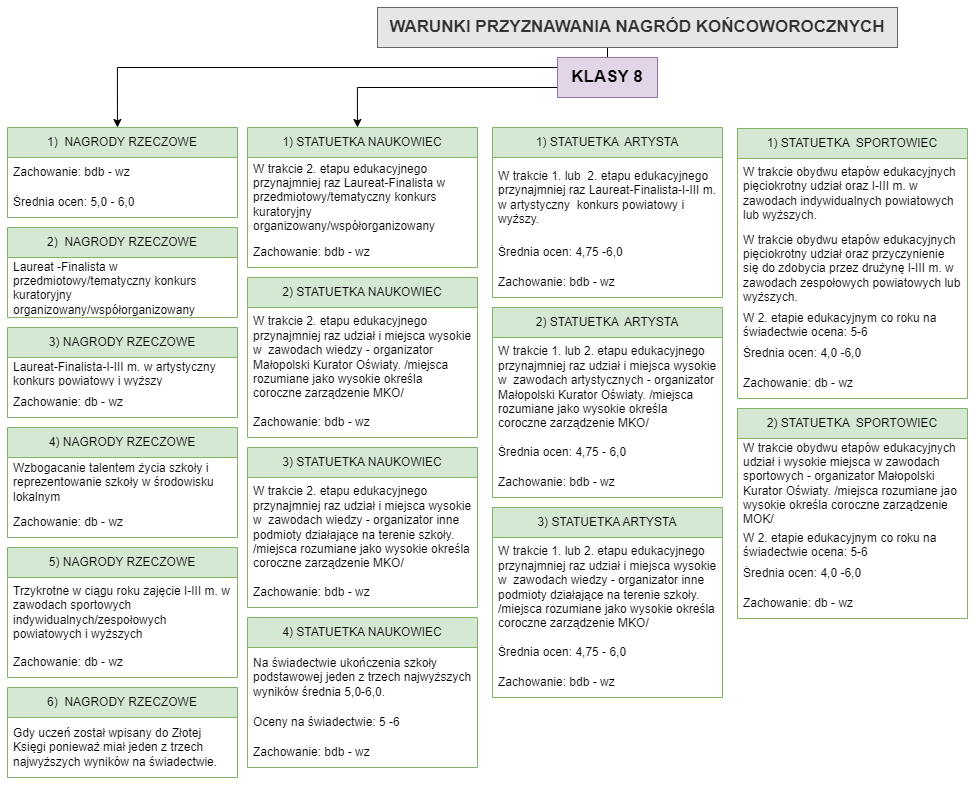 WARUNKI PRZYZNAWANIA NAGRÓD KOŃCOWOROCZNYCH
KLASY 8
1)  NAGRODY RZECZOWE
Zachowanie: bdb - wz
Średnia ocen: 5,0 - 6,0
2)  NAGRODY RZECZOWE
Laureat -Finalista w
przedmiotowy/tematyczny konkurs
kuratoryjny
organizowany/współorganizowany
3) NAGRODY RZECZOWE
Laureat-Finalista-I-III m. w artystyczny
konkurs powiatowy i wyższy
Zachowanie: db - wz
4) NAGRODY RZECZOWE
Wzbogacanie talentem życia szkoły i
reprezentowanie szkoły w środowisku
lokalnym
Zachowanie: db - wz
5) NAGRODY RZECZOWE
Trzykrotne w ciągu roku zajęcie I-III m. w
zawodach sportowych
indywidualnych/zespołowych
powiatowych i wyższych
Zachowanie: db - wz
6)  NAGRODY RZECZOWE
Gdy uczeń został wpisany do Złotej
Księgi ponieważ miał jeden z trzech
najwyższych wyników na świadectwie.
1) STATUETKA NAUKOWIEC
W trakcie 2. etapu edukacyjnego
przynajmniej raz Laureat-Finalista w
przedmiotowy/tematyczny konkurs
kuratoryjny
organizowany/współorganizowany
Zachowanie: bdb - wz
2) STATUETKA NAUKOWIEC
W trakcie 2. etapu edukacyjnego
przynajmniej raz udział i miejsca wysokie
w  zawodach wiedzy - organizator
Małopolski Kurator Oświaty. /miejsca
rozumiane jako wysokie określa
coroczne zarządzenie MKO/
Zachowanie: bdb - wz
3) STATUETKA NAUKOWIEC
W trakcie 2. etapu edukacyjnego
przynajmniej raz udział i miejsca wysokie
w  zawodach wiedzy - organizator inne
podmioty działające na terenie szkoły.
/miejsca rozumiane jako wysokie określa
coroczne zarządzenie MKO/
Zachowanie: bdb - wz
4) STATUETKA NAUKOWIEC
Na świadectwie ukończenia szkoły
podstawowej jeden z trzech najwyższych
wyników średnia 5,0-6,0.
Oceny na świadectwie: 5 -6
Zachowanie: bdb - wz
1) STATUETKA  ARTYSTA
W trakcie 1. lub  2. etapu edukacyjnego
przynajmniej raz Laureat-Finalista-I-III m.
w artystyczny  konkurs powiatowy i
wyższy.
Średnia ocen: 4,75 -6,0
Zachowanie: bdb - wz
2) STATUETKA  ARTYSTA
W trakcie 1. lub 2. etapu edukacyjnego
przynajmniej raz udział i miejsca wysokie
w  zawodach artystycznych - organizator
Małopolski Kurator Oświaty. /miejsca
rozumiane jako wysokie określa
coroczne zarządzenie MKO/
Średnia ocen: 4,75 - 6,0
Zachowanie: bdb - wz
3) STATUETKA ARTYSTA
W trakcie 1. lub 2. etapu edukacyjnego
przynajmniej raz udział i miejsca wysokie
w  zawodach wiedzy - organizator inne
podmioty działające na terenie szkoły.
/miejsca rozumiane jako wysokie określa
coroczne zarządzenie MKO/
Średnia ocen: 4,75 - 6,0
Zachowanie: bdb - wz
1) STATUETKA  SPORTOWIEC
W trakcie obydwu etapów edukacyjnych
pięciokrotny udział oraz I-III m. w
zawodach indywidualnych powiatowych
lub wyższych.
W trakcie obydwu etapów edukacyjnych
pięciokrotny udział oraz przyczynienie
się do zdobycia przez drużynę I-III m. w
zawodach zespołowych powiatowych lub
wyższych.
W 2. etapie edukacyjnym co roku na
świadectwie ocena: 5-6
Średnia ocen: 4,0 -6,0
Zachowanie: db - wz
2) STATUETKA  SPORTOWIEC
W trakcie obydwu etapów edukacyjnych
udział i wysokie miejsca w zawodach
sportowych - organizator Małopolski
Kurator Oświaty. /miejsca rozumiane jao
wysokie określa coroczne zarządzenie
MOK/
W 2. etapie edukacyjnym co roku na
świadectwie ocena: 5-6
Średnia ocen: 4,0 -6,0
Zachowanie: db - wz